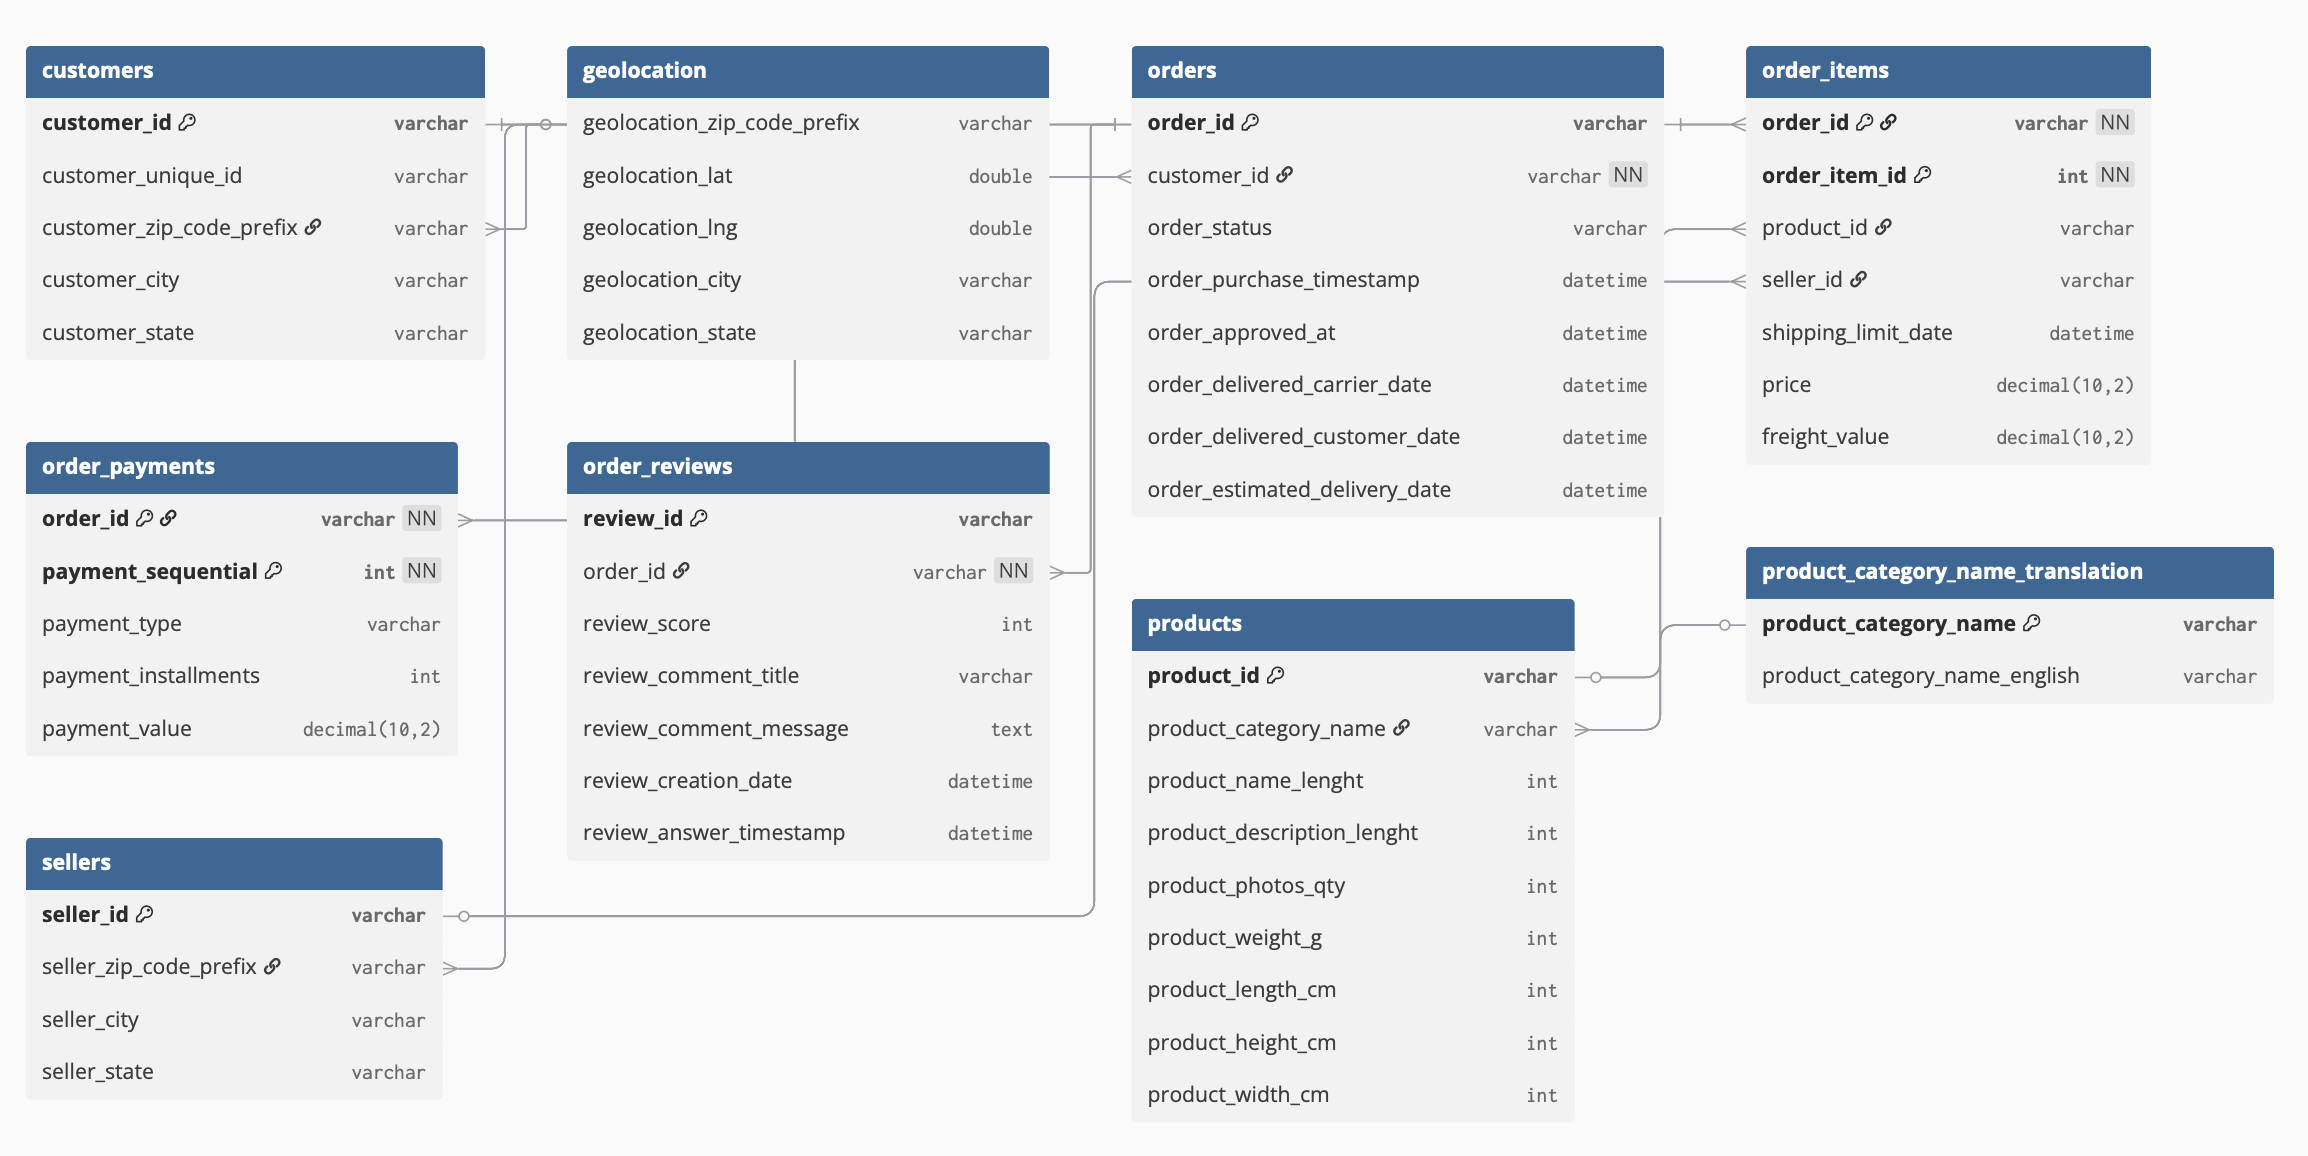 customers
customer_id varchar
customer_unique_id varchar
customer_zip_code_prefix varchar
customer_city varchar
customer_state varchar
geolocation
geolocation_zip_code_prefix varchar
geolocation_lat double
geolocation_lng double
geolocation_city varchar
geolocation_state varchar
orders
order_id varchar
customer_id varchar NN
order_status varchar
order_purchase_timestamp datetime
order_approved_at datetime
order_delivered_carrier_date datetime
order_delivered_customer_date datetime
order_estimated_delivery_date datetime
order_items
order_id varchar NN
order_item_id int NN
product_id varchar
seller_id varchar
shipping_limit_date datetime
price decimal(10,2)
freight_value decimal(10,2)
order_payments
order_id varchar NN
payment_sequential int NN
payment_type varchar
payment_installments int
payment_value decimal(10,2)
order_reviews
review_id varchar
order_id varchar NN
review_score int
review_comment_title varchar
review_comment_message text
review_creation_date datetime
review_answer_timestamp datetime
products
product_id varchar
product_category_name varchar
product_name_lenght int
product_description_lenght int
product_photos_qty int
product_weight_g int
product_length_cm int
product_height_cm int
product_width_cm int
product_category_name_translation
product_category_name varchar
product_category_name_english varchar
sellers
seller_id varchar
seller_zip_code_prefix varchar
seller_city varchar
seller_state varchar